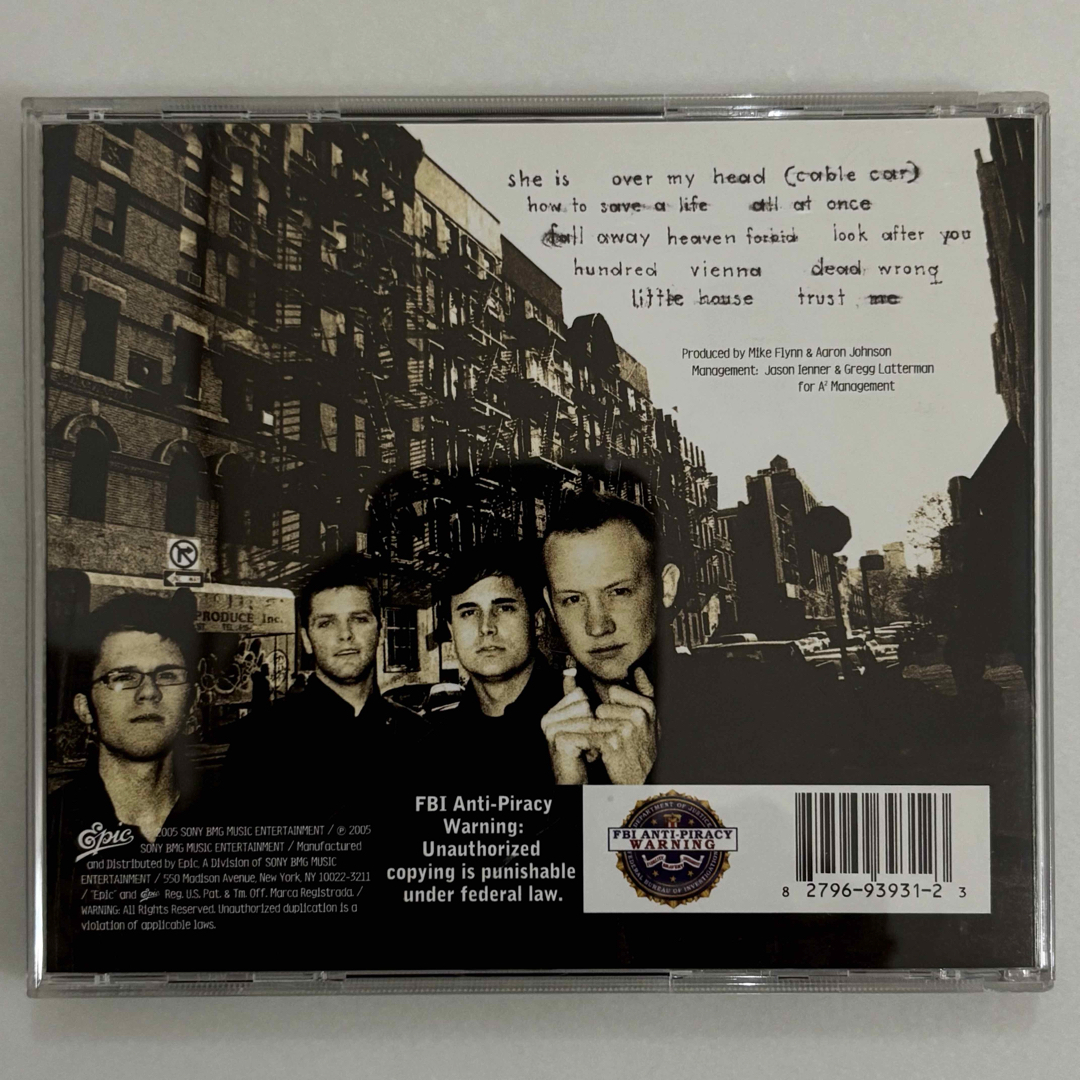 she is over my head (cable car)
how to save a life all at once
fall away heaven forbid look after you
hundred vienna dead wrong
little house trust me
Produced by Mike Flynn & Aaron Johnson
Management: Jason Ienner & Gregg Latterman
for A² Management
PRODUCE Inc.
Epic
2005 SONY BMG MUSIC ENTERTAINMENT / ℗ 2005
SONY BMG MUSIC ENTERTAINMENT / Manufactured
and Distributed by Epic, A Division of SONY BMG MUSIC
ENTERTAINMENT / 550 Madison Avenue, New York, NY 10022-3211
/ "Epic" and Epic Reg. U.S. Pat. & Tm. Off. Marca Registrada. /
WARNING: All Rights Reserved. Unauthorized duplication is a
violation of applicable laws.
FBI Anti-Piracy
Warning:
Unauthorized
copying is punishable
under federal law.
DEPARTMENT OF JUSTICE
FBI ANTI-PIRACY
WARNING
FEDERAL BUREAU OF INVESTIGATION
8 2796-93931-2 3